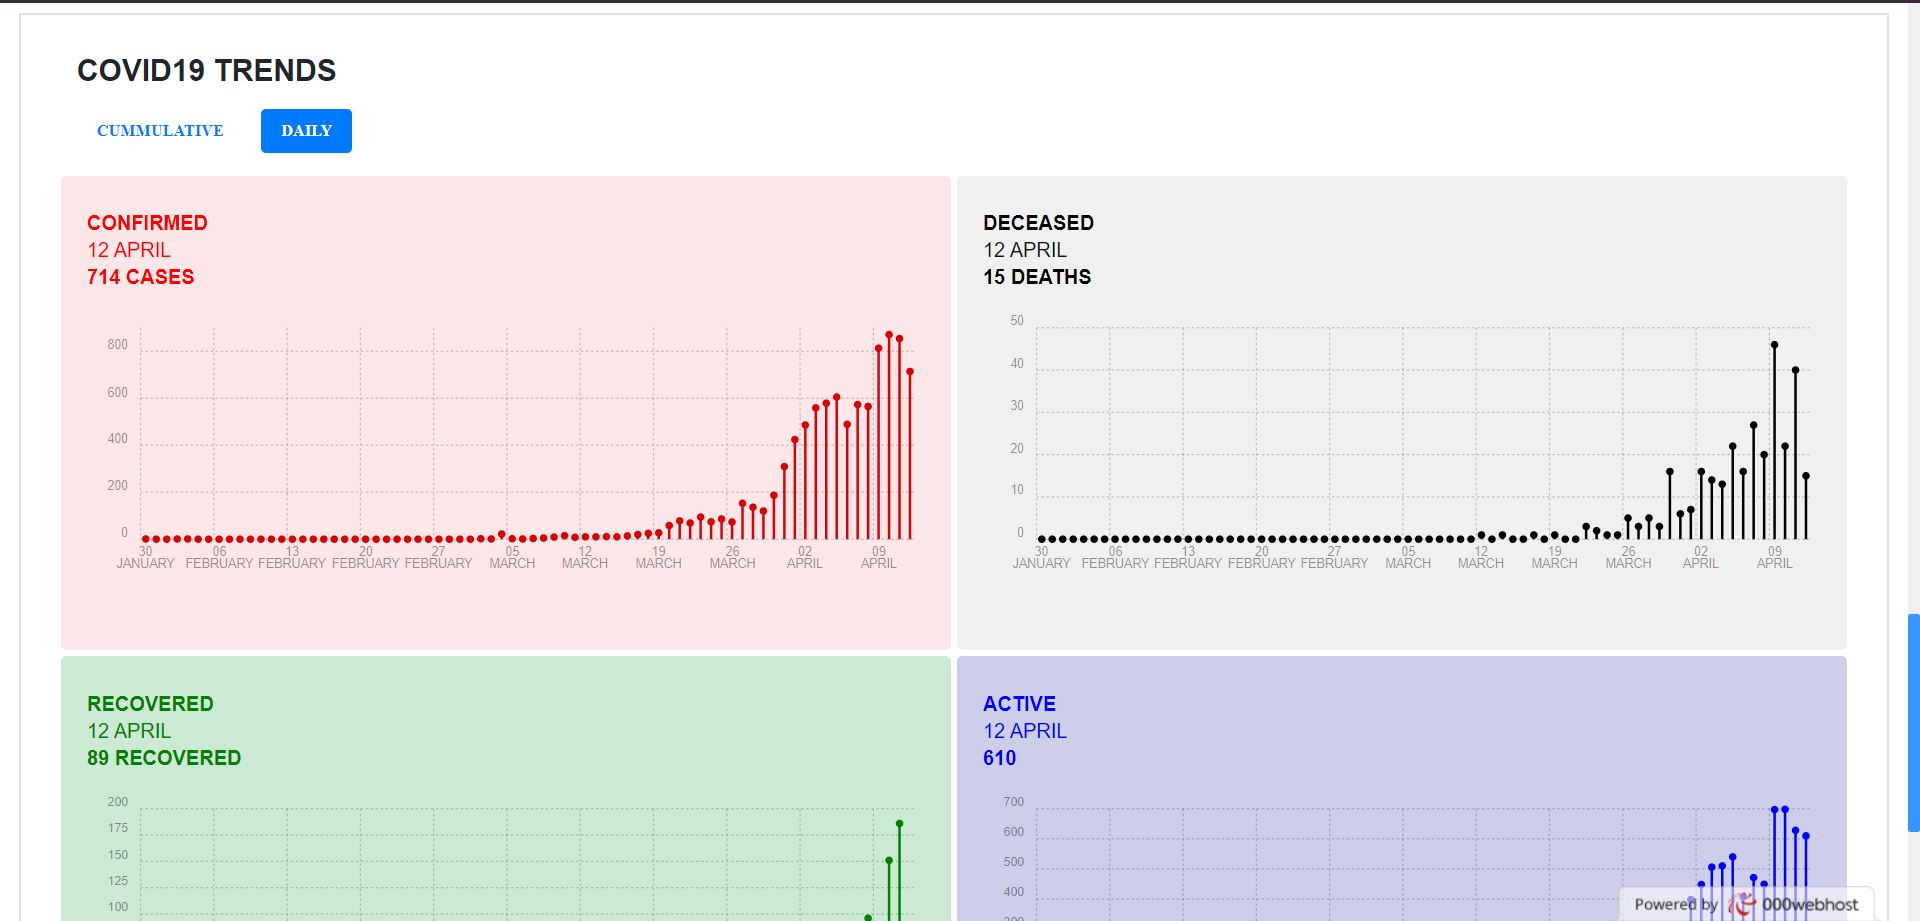 COVID19 TRENDS
CUMMULATIVE DAILY
CONFIRMED
12 APRIL
714 CASES
800
600
400
200
0
30 06 13 20 27 05 12 19 26 02 09
JANUARY FEBRUARY FEBRUARY FEBRUARY FEBRUARY MARCH MARCH MARCH MARCH APRIL APRIL
DECEASED
12 APRIL
15 DEATHS
50
40
30
20
10
0
30 06 13 20 27 05 12 19 26 02 09
JANUARY FEBRUARY FEBRUARY FEBRUARY FEBRUARY MARCH MARCH MARCH MARCH APRIL APRIL
RECOVERED
12 APRIL
89 RECOVERED
200
175
150
125
100
ACTIVE
12 APRIL
610
700
600
500
400
Powered by 000webhost